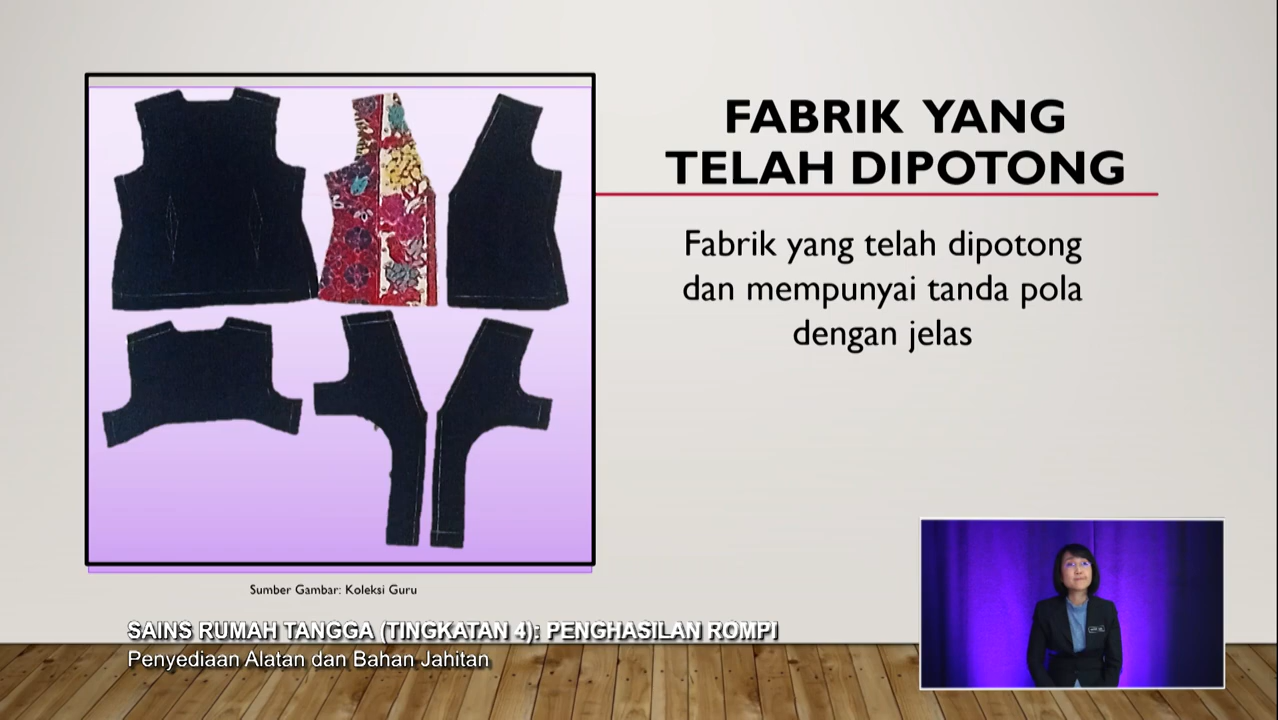 FABRIK YANG
TELAH DIPOTONG
Fabrik yang telah dipotong
dan mempunyai tanda pola
dengan jelas
Sumber Gambar: Koleksi Guru
SAINS RUMAH TANGGA (TINGKATAN 4): PENGHASILAN ROMPI
Penyediaan Alatan dan Bahan Jahitan